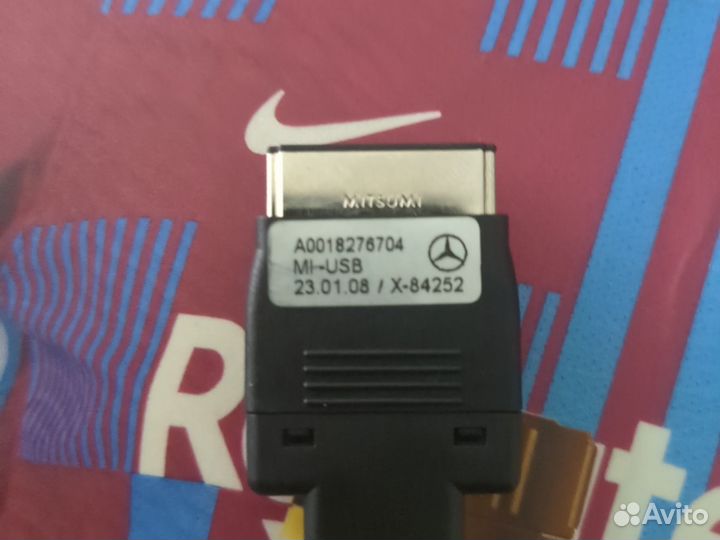 MITSUMI
A0018276704
MI-USB
23.01.08 / X-84252
Avito